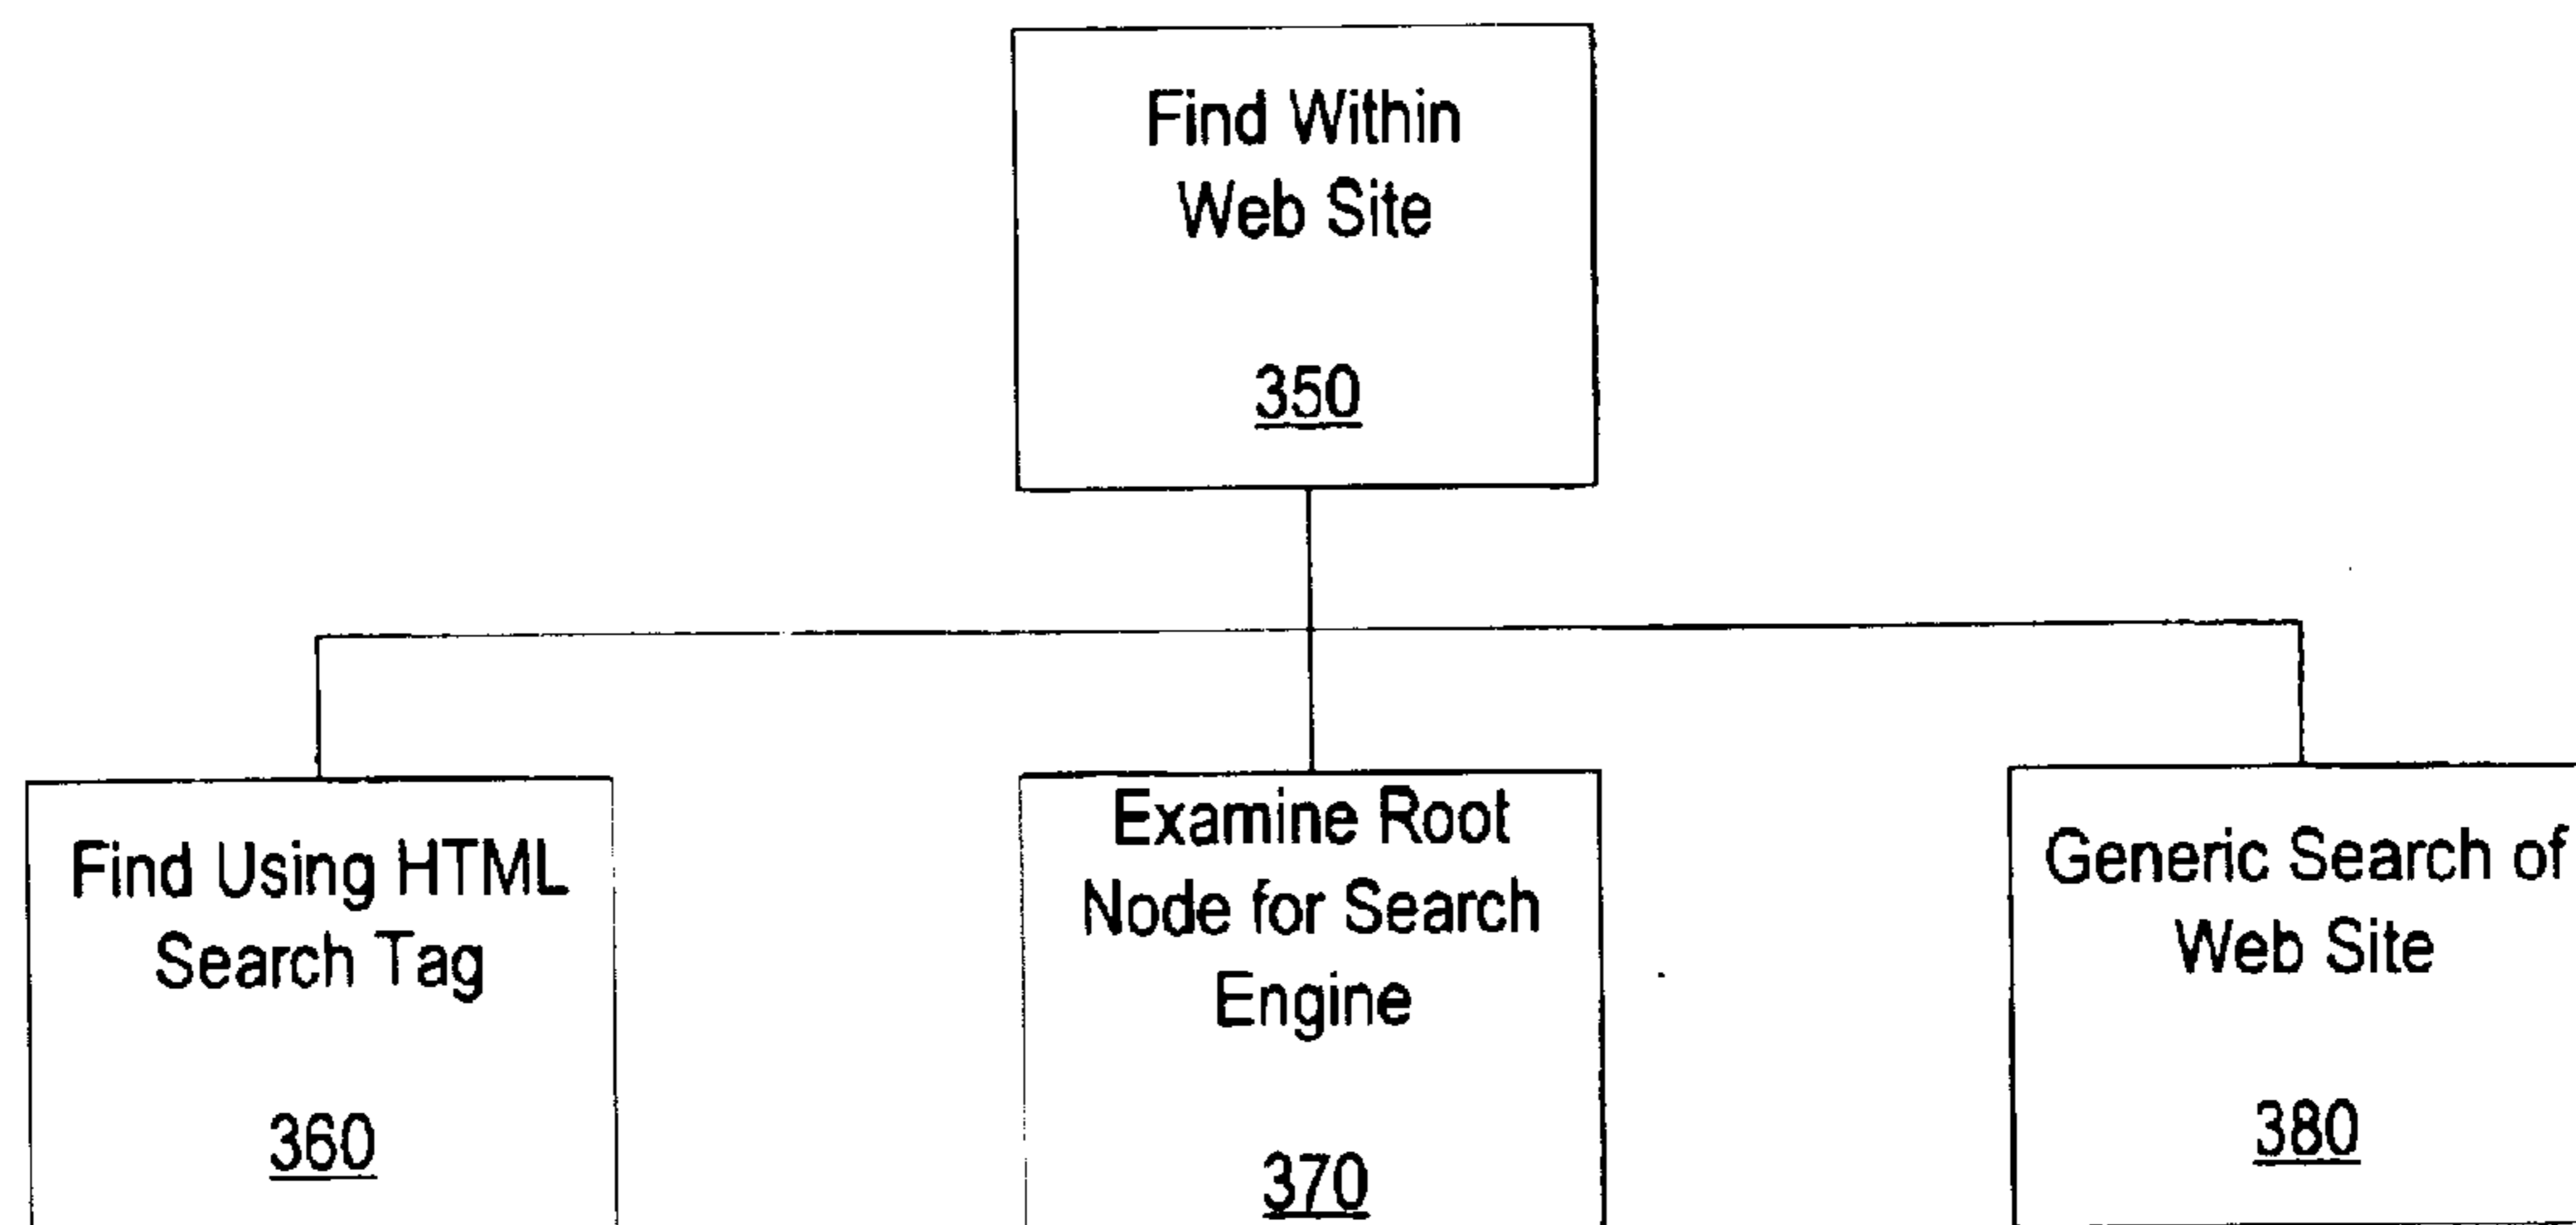 Find Within
Web Site
350
Find Using HTML
Search Tag
360
Examine Root
Node for Search
Engine
370
Generic Search of
Web Site
380